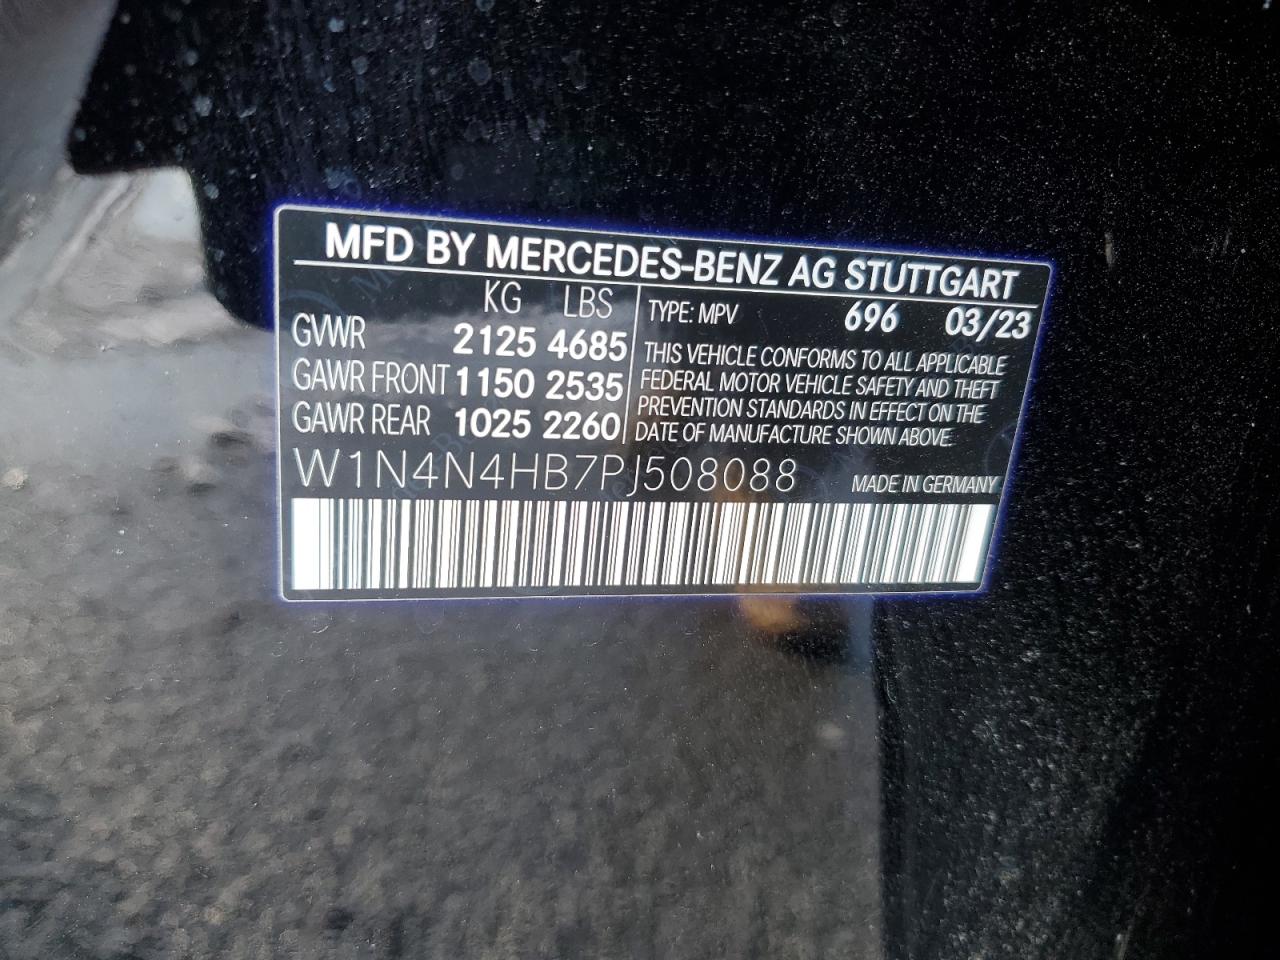 MFD BY MERCEDES-BENZ AG STUTTGART
KG LBS
GVWR 2125 4685
GAWR FRONT 1150 2535
GAWR REAR 1025 2260
TYPE: MPV 696 03/23
THIS VEHICLE CONFORMS TO ALL APPLICABLE
FEDERAL MOTOR VEHICLE SAFETY AND THEFT
PREVENTION STANDARDS IN EFFECT ON THE
DATE OF MANUFACTURE SHOWN ABOVE.
W1N4N4HB7PJ508088 MADE IN GERMANY